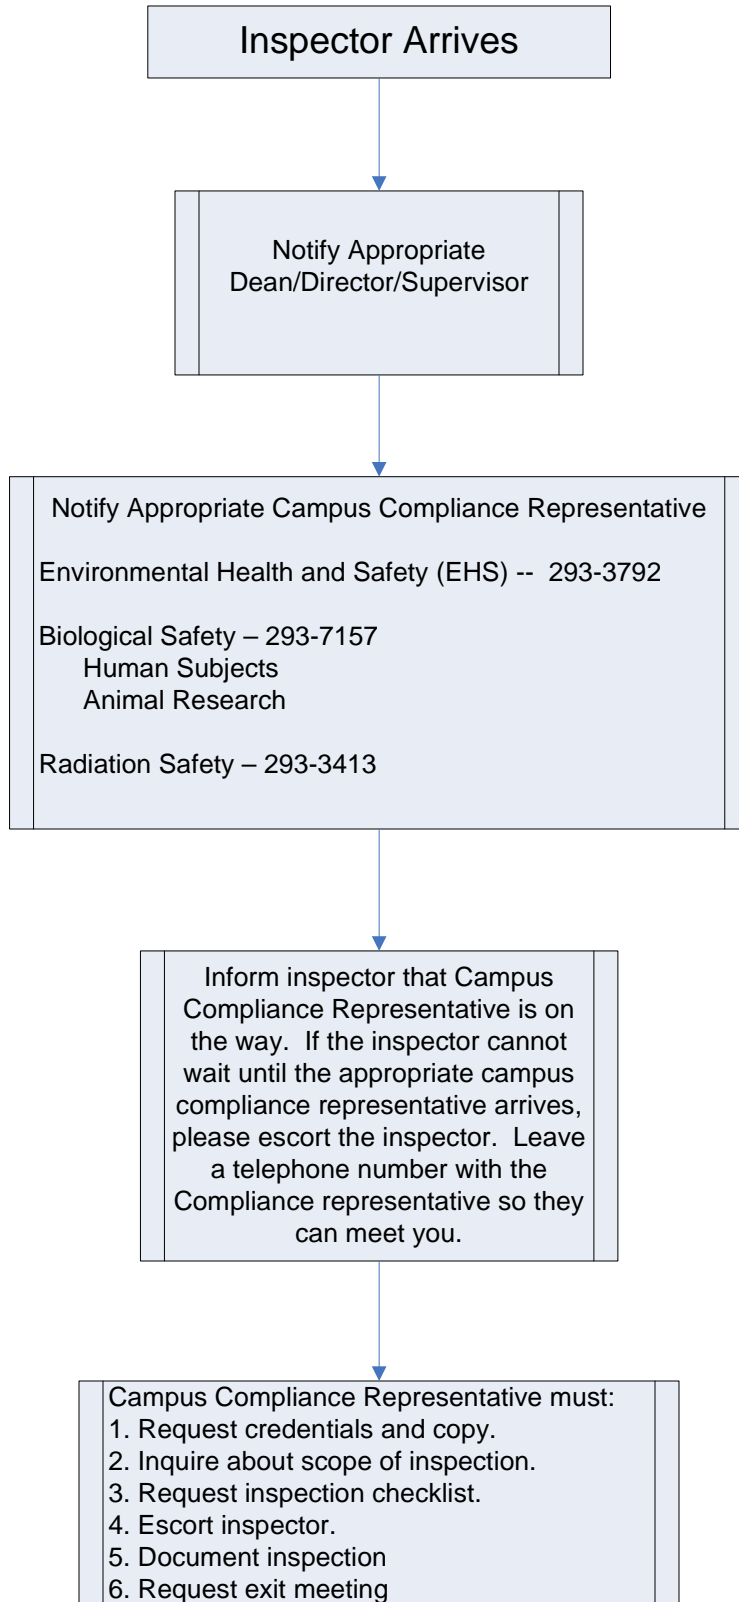 Inspector Arrives
Notify Appropriate
Dean/Director/Supervisor
Notify Appropriate Campus Compliance Representative
Environmental Health and Safety (EHS) --  293-3792
Biological Safety – 293-7157
Human Subjects
Animal Research
Radiation Safety – 293-3413
Inform inspector that Campus
Compliance Representative is on
the way.  If the inspector cannot
wait until the appropriate campus
compliance representative arrives,
please escort the inspector.  Leave
a telephone number with the
Compliance representative so they
can meet you.
Campus Compliance Representative must:
1. Request credentials and copy.
2. Inquire about scope of inspection.
3. Request inspection checklist.
4. Escort inspector.
5. Document inspection
6. Request exit meeting